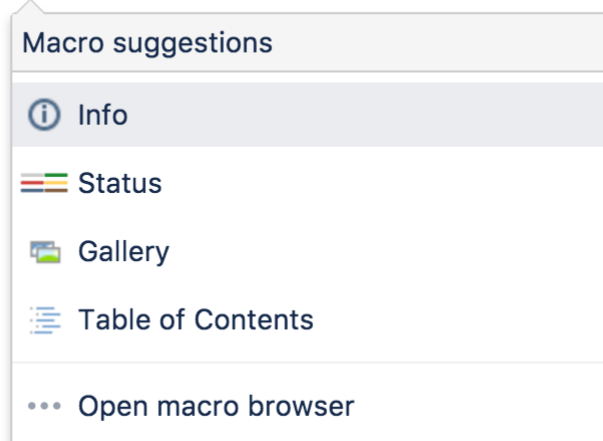 Macro suggestions
Info
Status
Gallery
Table of Contents
Open macro browser